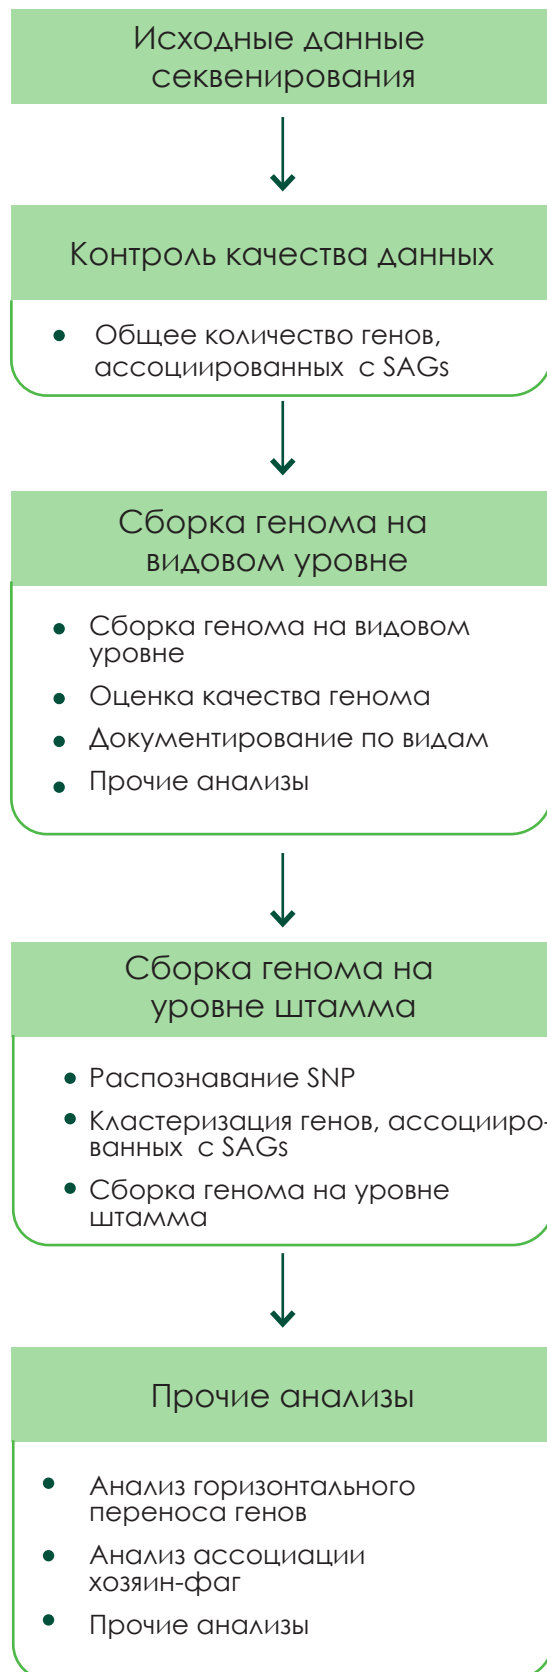 Исходные данные
секвенирования
Контроль качества данных
Общее количество генов,
ассоциированных с SAGs
Сборка генома на
видовом уровне
Сборка генома на видовом
уровне
Оценка качества генома
Документирование по видам
Прочие анализы
Сборка генома на
уровне штамма
Распознавание SNP
Кластеризация генов, ассоцииро-
ванных с SAGs
Сборка генома на уровне
штамма
Прочие анализы
Анализ горизонтального
переноса генов
Анализ ассоциации
хозяин-фаг
Прочие анализы